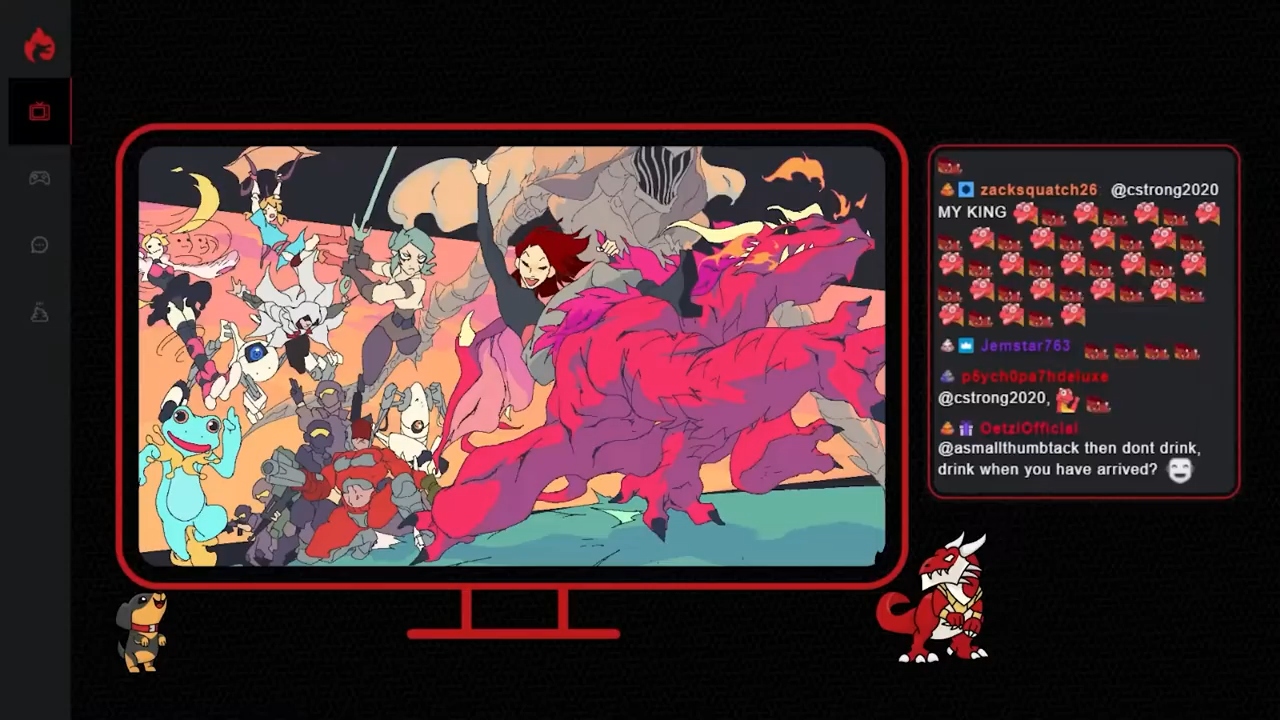 zacksquatch26 @cstrong2020
MY KING
Jemstar763
p5ych0pa7hdeluxe
@cstrong2020,
OetziOfficial
@asmallthumbtack then dont drink,
drink when you have arrived?